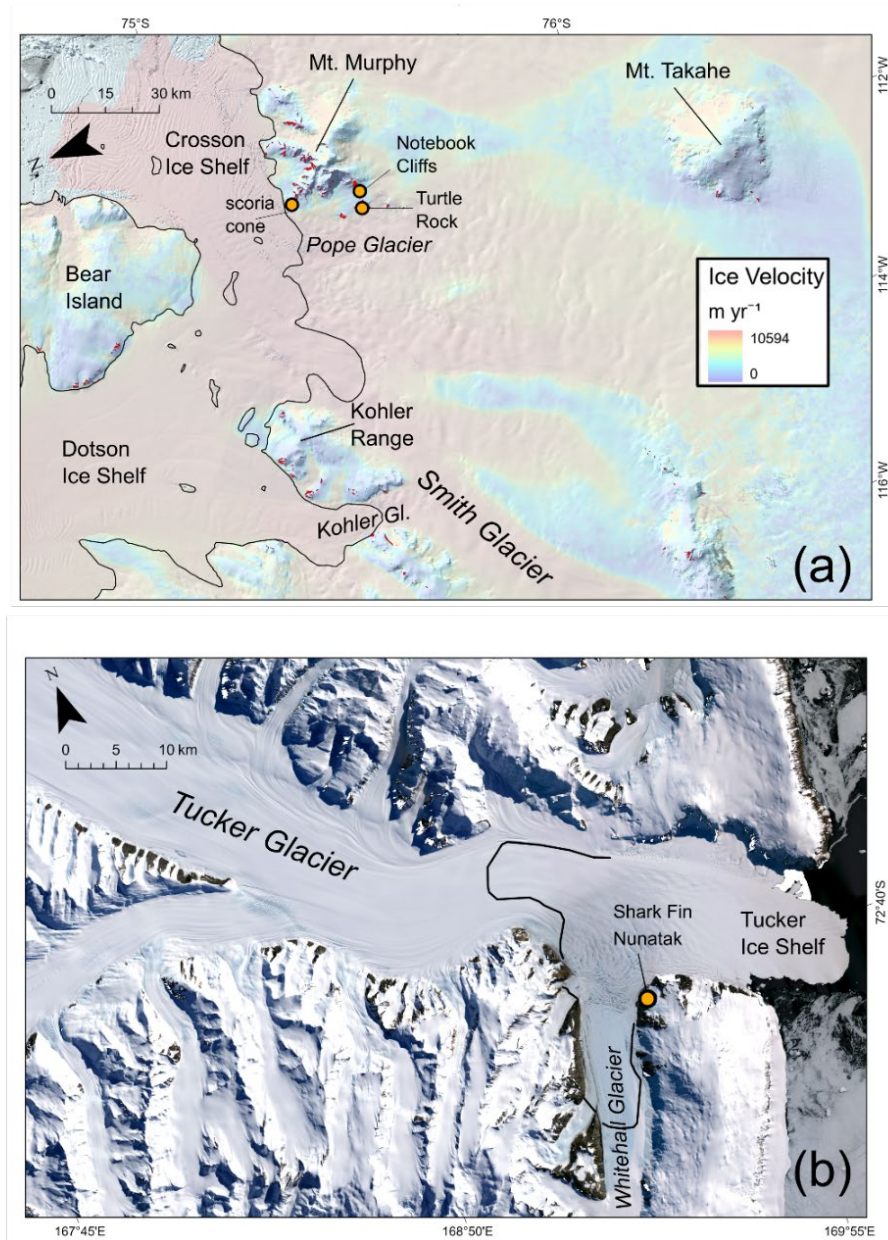 75°S
76°S
Mt. Murphy
Mt. Takahe
112°W
0 15 30 km
Crosson
Ice Shelf
Notebook
Cliffs
N
scoria
cone
Turtle
Rock
Pope Glacier
Bear
Island
114°W
Ice Velocity
m yr⁻¹
10594
0
Kohler
Range
Dotson
Ice Shelf
116°W
Smith Glacier
Kohler Gl.
(a)
N
0 5 10 km
Tucker Glacier
72°40'S
Shark Fin
Nunatak
Tucker
Ice Shelf
Whitehall Glacier
(b)
167°45'E
168°50'E
169°55'E